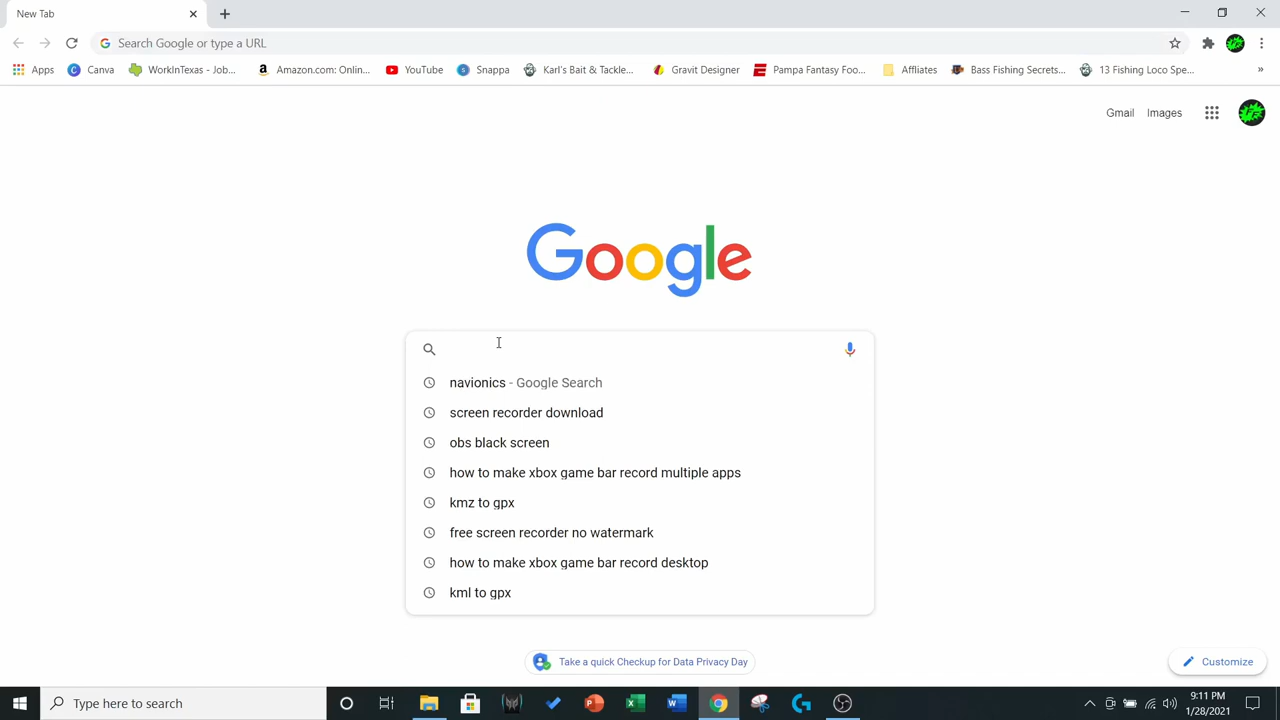 New Tab
Search Google or type a URL
Apps Canva WorkInTexas - Job... Amazon.com: Onlin... YouTube Snappa Karl's Bait & Tackle... Gravit Designer Pampa Fantasy Foo... Affliates Bass Fishing Secrets... 13 Fishing Loco Spe... »
Gmail Images
Google
navionics - Google Search
screen recorder download
obs black screen
how to make xbox game bar record multiple apps
kmz to gpx
free screen recorder no watermark
how to make xbox game bar record desktop
kml to gpx
Take a quick Checkup for Data Privacy Day
Customize
Type here to search
9:11 PM
1/28/2021